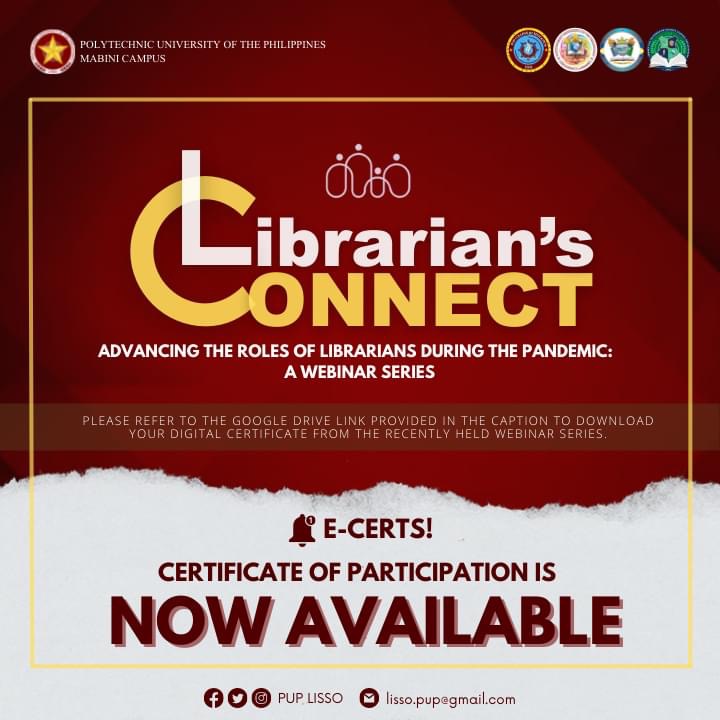 POLYTECHNIC UNIVERSITY OF THE PHILIPPINES
MABINI CAMPUS
Librarian's
CONNECT
ADVANCING THE ROLES OF LIBRARIANS DURING THE PANDEMIC:
A WEBINAR SERIES
PLEASE REFER TO THE GOOGLE DRIVE LINK PROVIDED IN THE CAPTION TO DOWNLOAD
YOUR DIGITAL CERTIFICATE FROM THE RECENTLY HELD WEBINAR SERIES.
1 E-CERTS!
CERTIFICATE OF PARTICIPATION IS
NOW AVAILABLE
PUP LISSO lisso.pup@gmail.com